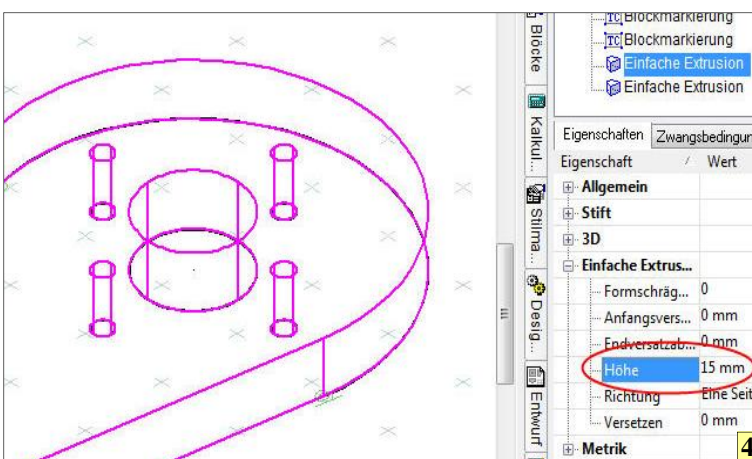 Blöcke
Kalkul...
Stilma...
Desig...
Entwurf
Blockmarkierung
Blockmarkierung
Einfache Extrusion
Einfache Extrusion
Eigenschaften Zwangsbedingun
Eigenschaft / Wert
Allgemein
Stift
3D
Einfache Extrus...
Formschräg... 0
Anfangsvers... 0 mm
Endversatzab... 0 mm
Höhe 15 mm
Richtung Eine Seit
Versetzen 0 mm
Metrik
4